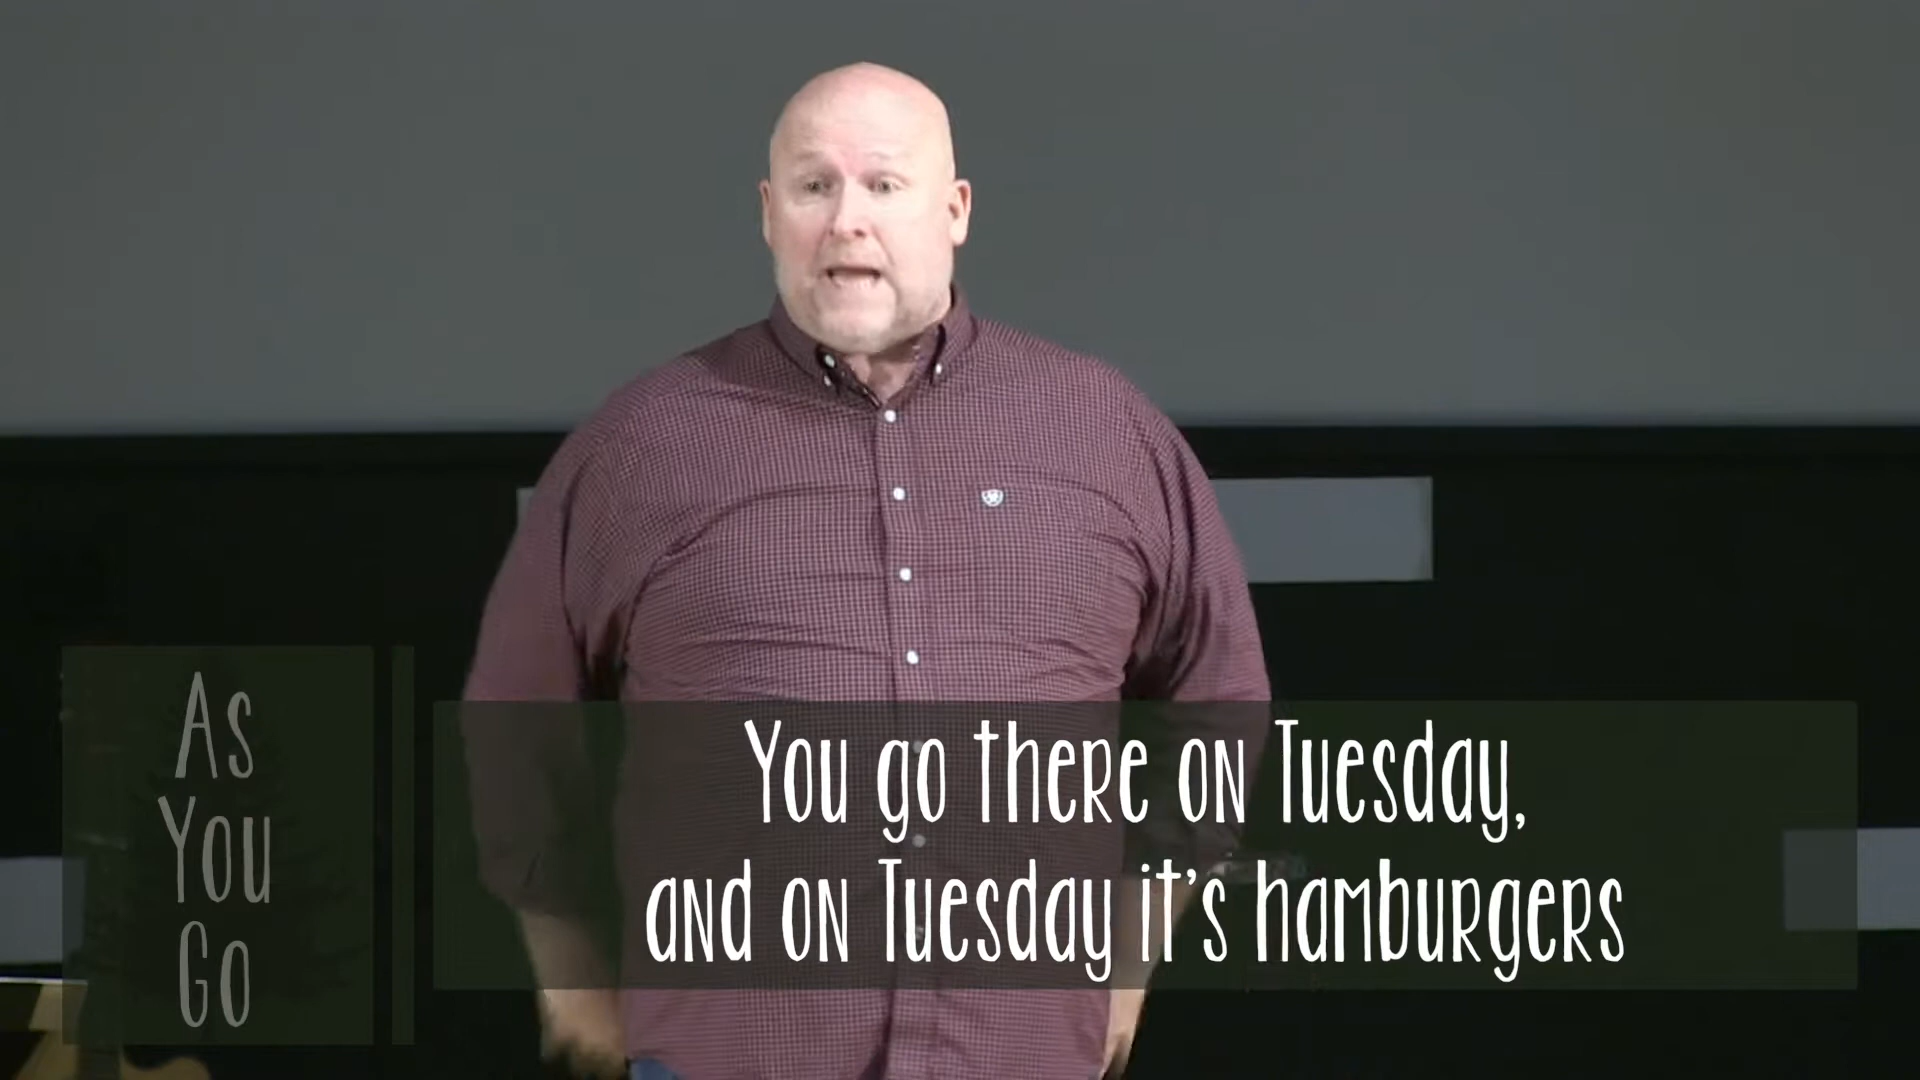 As
You
Go
You go there on Tuesday,
and on Tuesday it's hamburgers